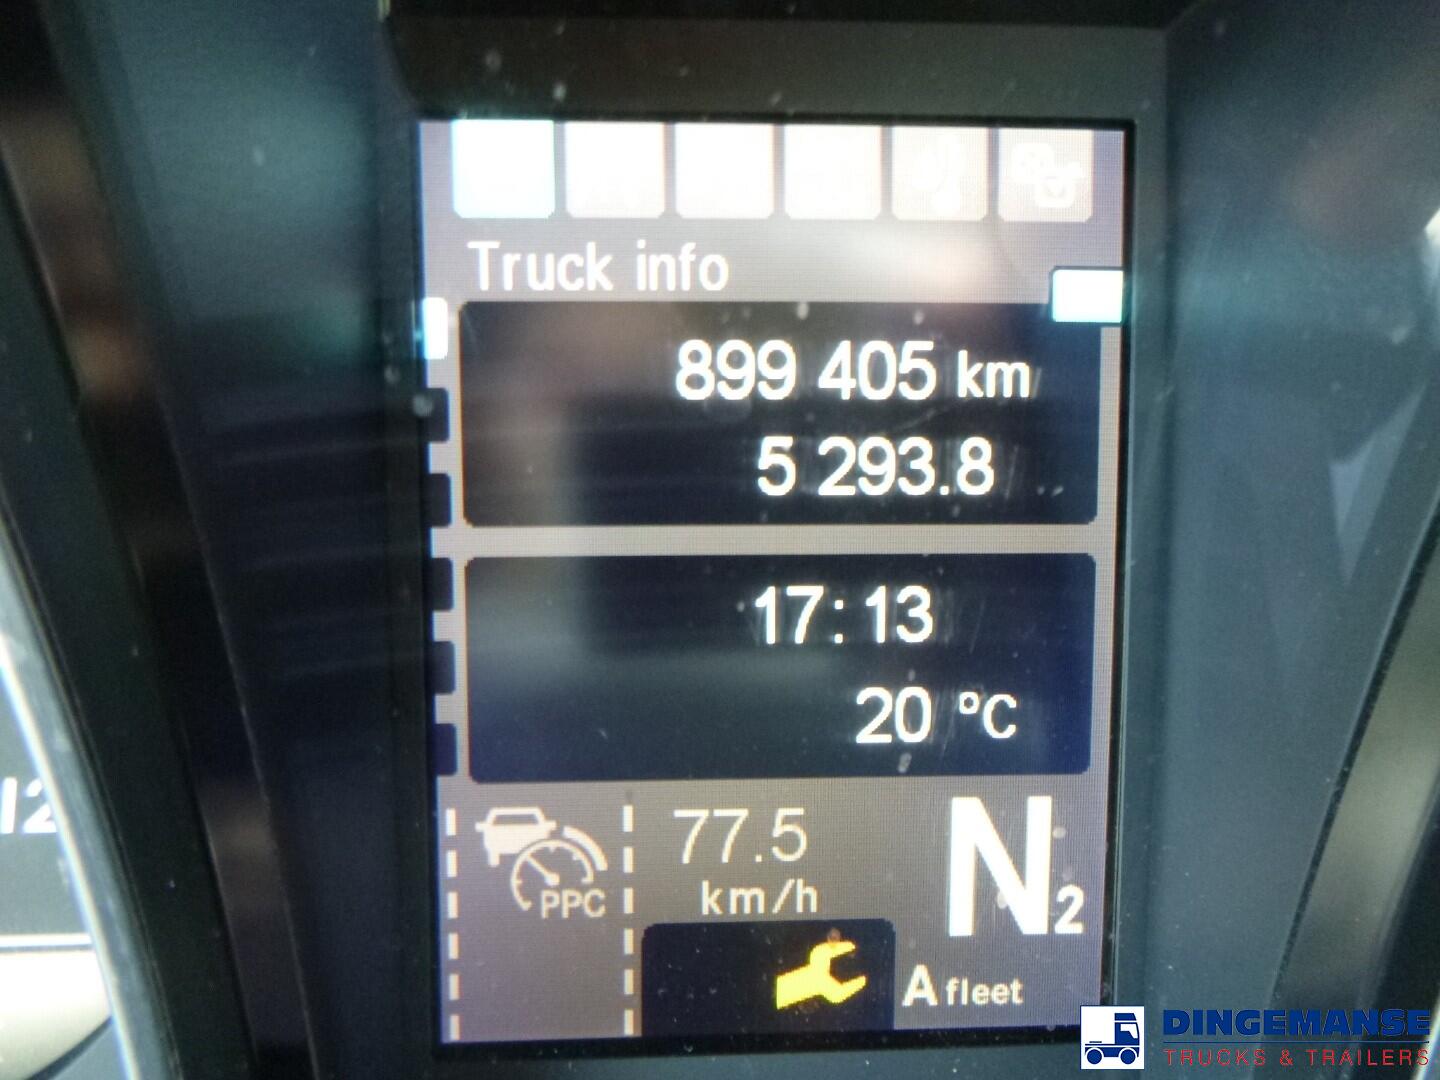 Truck info
899 405 km
5 293.8
17:13
20 °C
12
PPC
77.5
km/h
N2
A fleet
DINGEMANSE
TRUCKS & TRAILERS